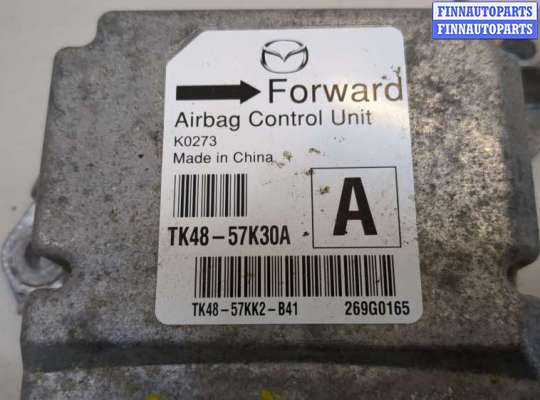 FINNAUTOPARTS
FINNAUTOPARTS
Forward
Airbag Control Unit
K0273
Made in China
A
TK48-57K30A
TK48-57KK2-B41 269G0165